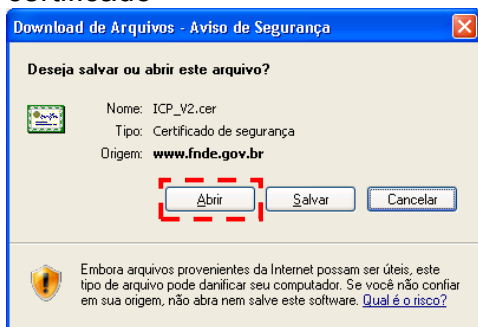 certificado
Download de Arquivos - Aviso de Segurança
Deseja salvar ou abrir este arquivo?
Nome: ICP_V2.cer
Tipo: Certificado de segurança
Origem: www.fnde.gov.br
Abrir Salvar Cancelar
Embora arquivos provenientes da Internet possam ser úteis, este
tipo de arquivo pode danificar seu computador. Se você não confiar
em sua origem, não abra nem salve este software. Qual é o risco?